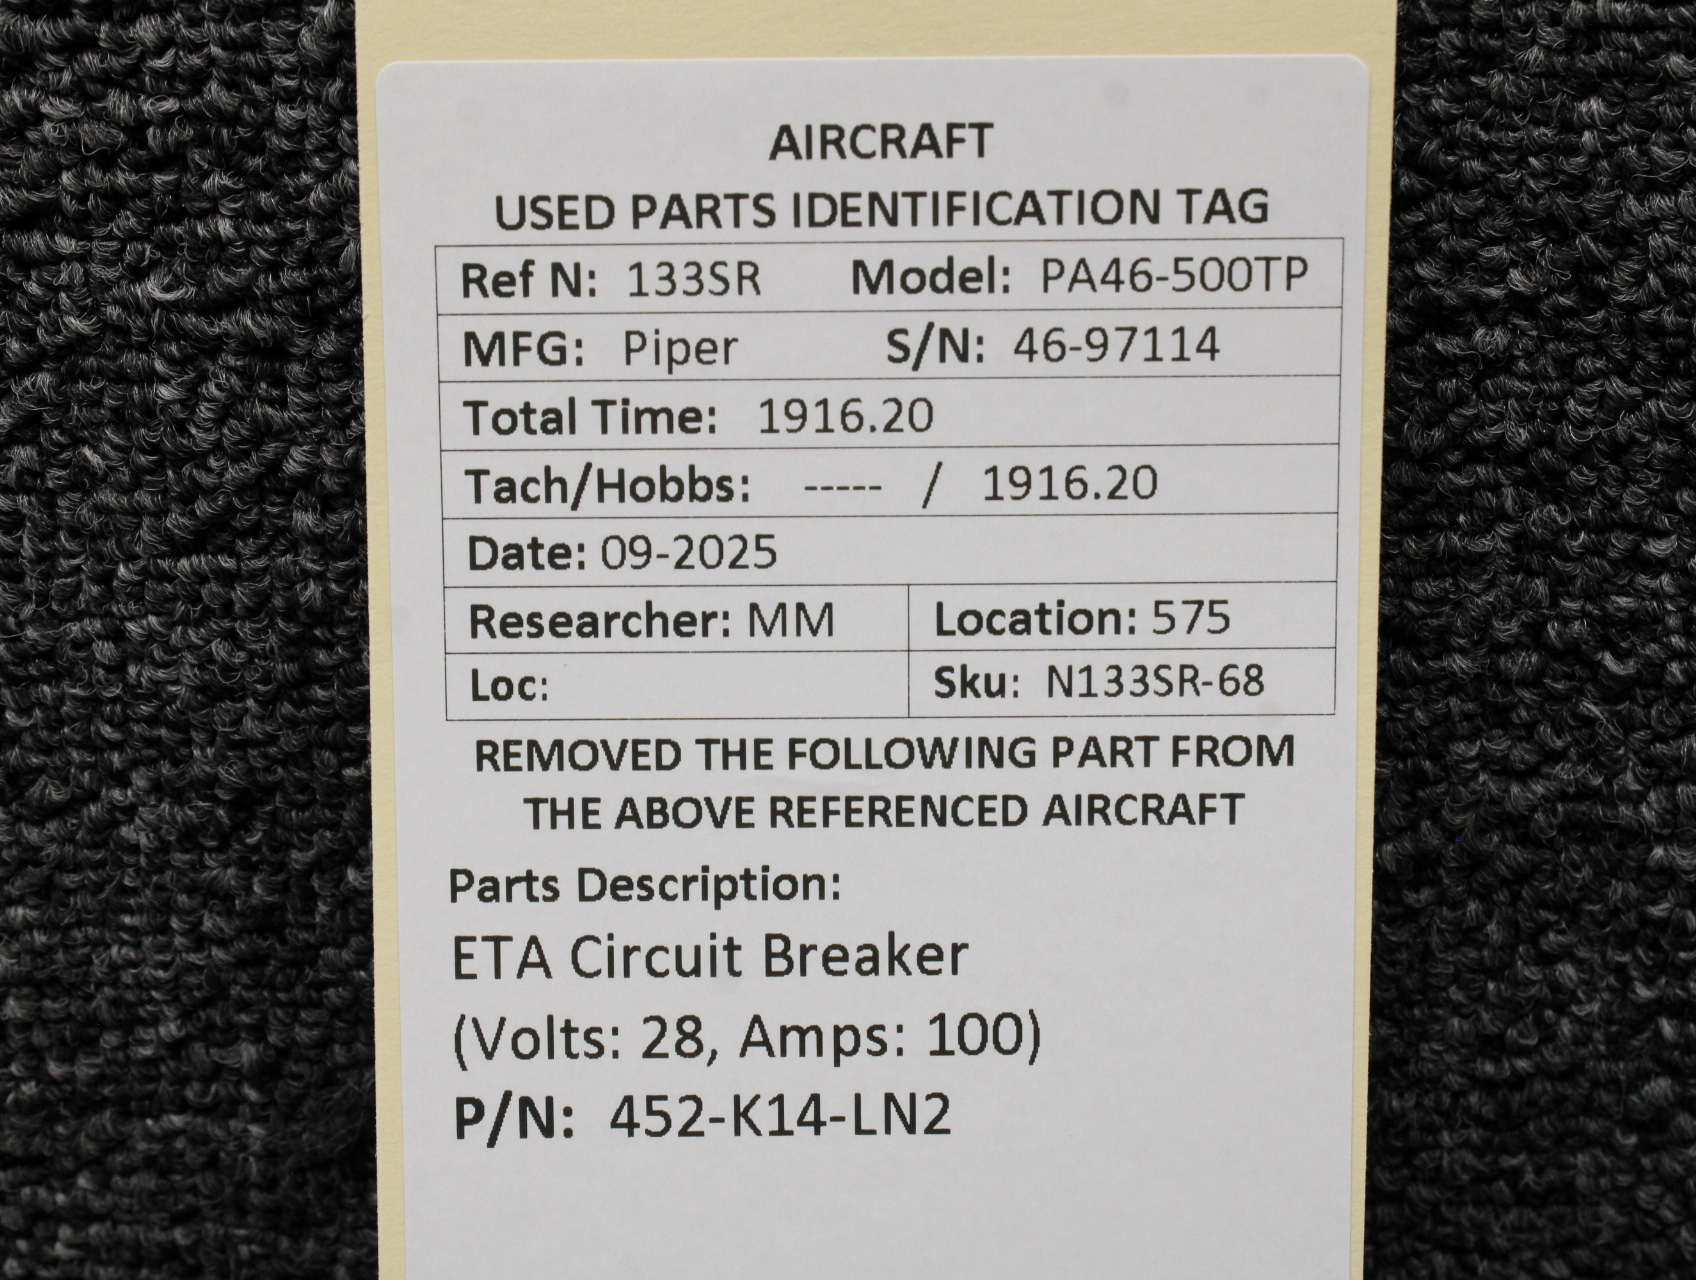 AIRCRAFT
USED PARTS IDENTIFICATION TAG
Ref N: 133SR Model: PA46-500TP
MFG: Piper S/N: 46-97114
Total Time: 1916.20
Tach/Hobbs: ----- / 1916.20
Date: 09-2025
Researcher: MM Location: 575
Loc: Sku: N133SR-68
REMOVED THE FOLLOWING PART FROM
THE ABOVE REFERENCED AIRCRAFT
Parts Description:
ETA Circuit Breaker
(Volts: 28, Amps: 100)
P/N: 452-K14-LN2